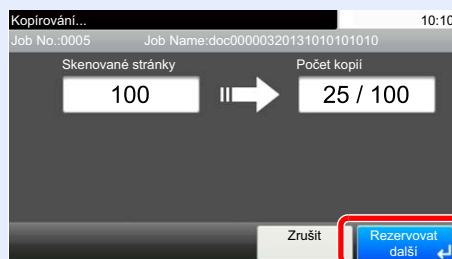 Kopírování... 10:10
Job No.:0005 Job Name:doc00000320131010101010
Skenované stránky Počet kopií
100 25 / 100
Zrušit Rezervovat
další